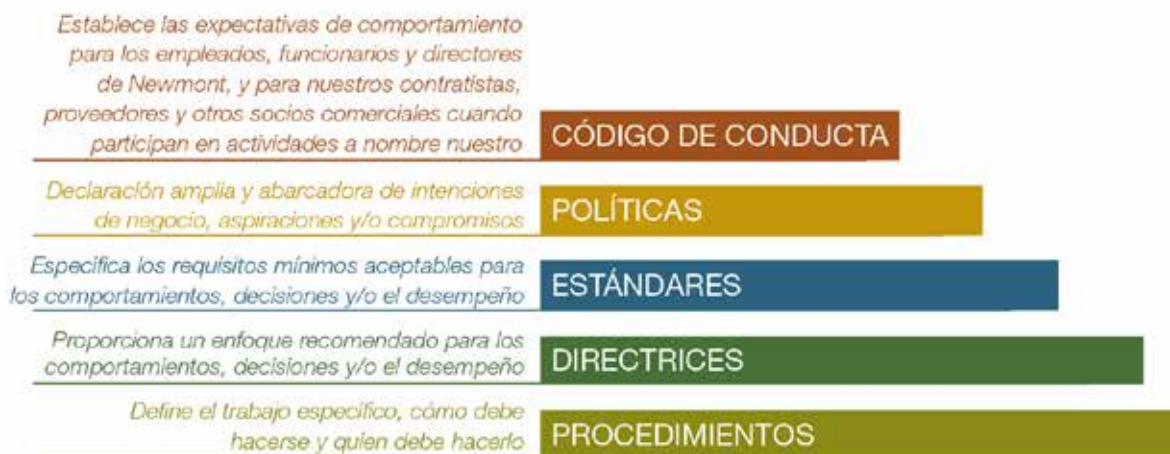 Establece las expectativas de comportamiento
para los empleados, funcionarios y directores
de Newmont, y para nuestros contratistas,
proveedores y otros socios comerciales cuando
participan en actividades a nombre nuestro
CÓDIGO DE CONDUCTA
Declaración amplia y abarcadora de intenciones
de negocio, aspiraciones y/o compromisos
POLÍTICAS
Especifica los requisitos mínimos aceptables para
los comportamientos, decisiones y/o el desempeño
ESTÁNDARES
Proporciona un enfoque recomendado para los
comportamientos, decisiones y/o el desempeño
DIRECTRICES
Define el trabajo específico, cómo debe
hacerse y quien debe hacerlo
PROCEDIMIENTOS